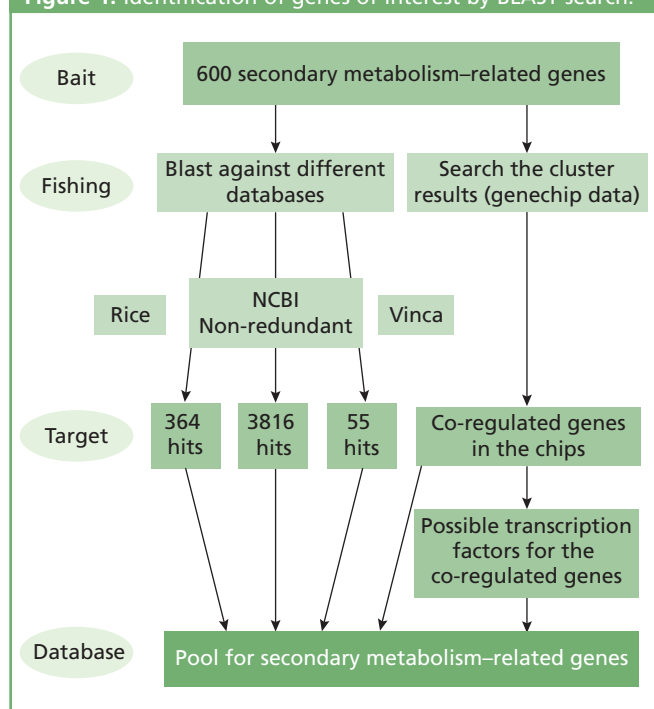 Figure 1. Identification of genes of interest by BLAST search.
Bait
600 secondary metabolism–related genes
Fishing
Blast against different
databases
Search the cluster
results (genechip data)
Rice
NCBI
Non-redundant
Vinca
Target
364
hits
3816
hits
55
hits
Co-regulated genes
in the chips
Possible transcription
factors for the
co-regulated genes
Database
Pool for secondary metabolism–related genes